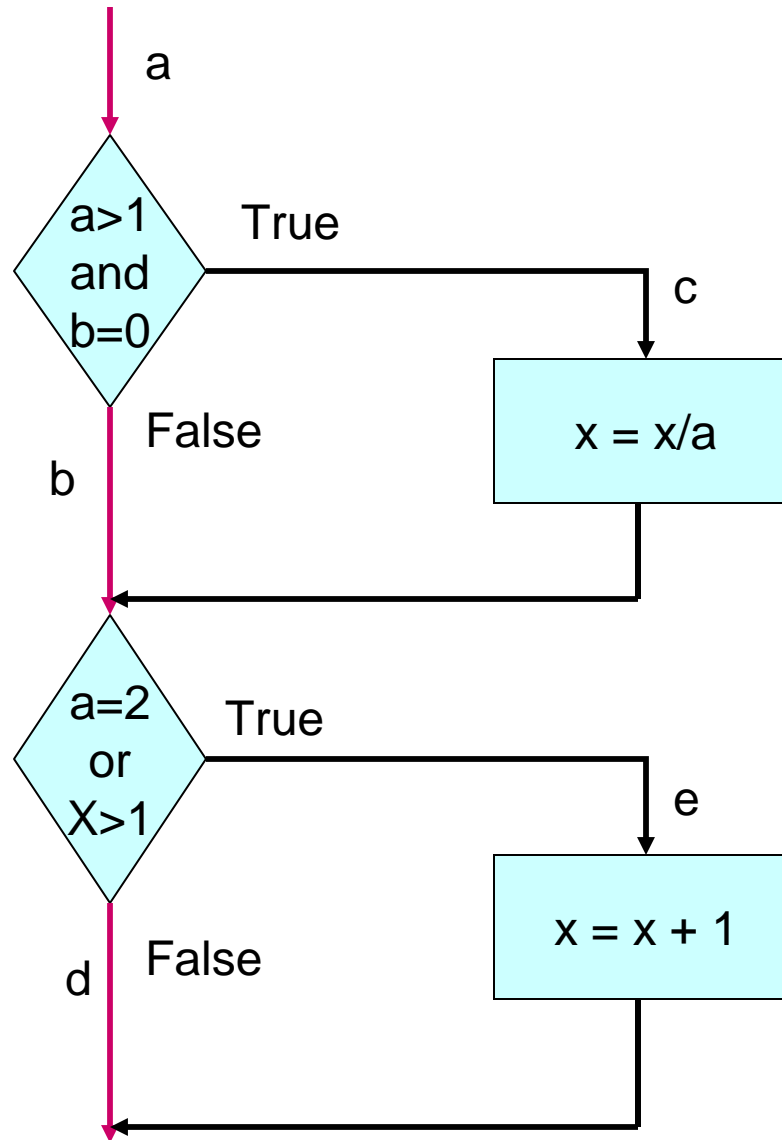 a
a>1
and
b=0
True
c
x = x/a
False
b
a=2
or
X>1
True
e
x = x + 1
False
d